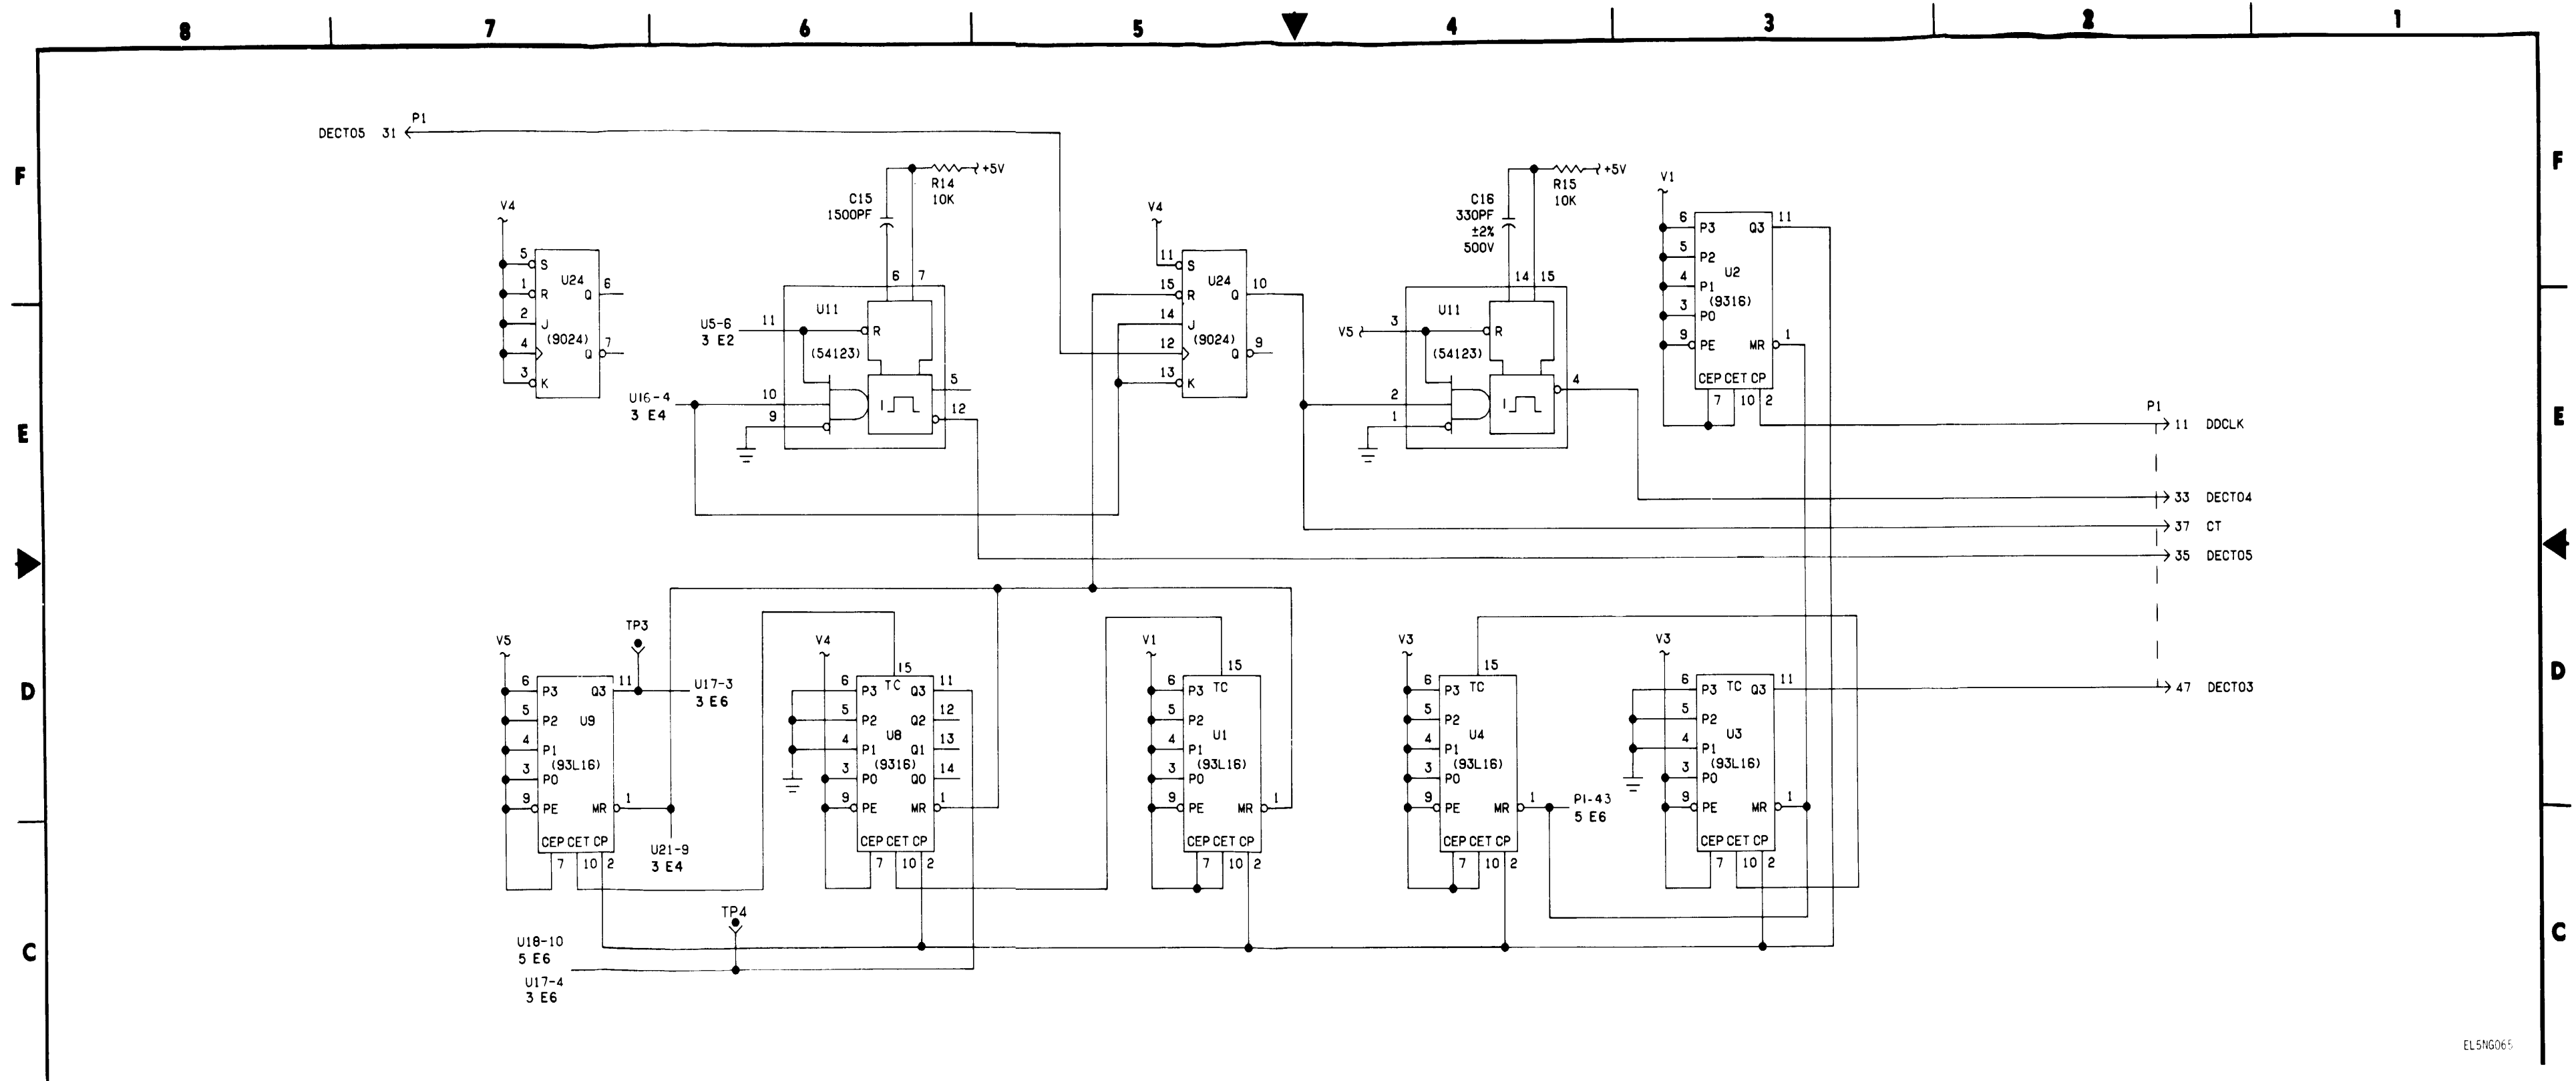 8 7 6 5 4 3 2 1
F F
E E
D D
C C
P1
DECTO5 31
V4
5 S
1 R
2 J
4
3 K
U24
(9024)
Q 6
Q 7
C15
1500PF
R14
10K
+5V
6 7
U11
U5-6
3 E2
11
R
(54123)
U16-4
3 E4
10
9
1
5
12
V4
11 S
15 R
14 J
12
13 K
U24
(9024)
Q 10
Q 9
C16
330PF
±2%
500V
R15
10K
+5V
14 15
U11
V5
3
R
(54123)
2
1
1
4
V1
6 P3 Q3 11
5 P2
U2
4 P1
(9316)
3 P0
9 PE MR 1
CEP CET CP
7 10 2
P1
11 DDCLK
33 DECTO4
37 CT
35 DECTO5
47 DECTO3
V5
TP3
6 P3 Q3 11
U17-3
3 E6
5 P2 U9
4 P1
(93L16)
3 P0
9 PE MR 1
CEP CET CP
7 10 2
U21-9
3 E4
V4
15
6 P3 TC Q3 11
5 P2 Q2 12
U8
4 P1 Q1 13
(9316)
3 P0 Q0 14
9 PE MR 1
CEP CET CP
7 10 2
V1
15
6 P3 TC
5 P2
U1
4 P1
(93L16)
3 P0
9 PE MR 1
CEP CET CP
7 10 2
V3
15
6 P3 TC
5 P2
U4
4 P1
(93L16)
3 P0
9 PE MR 1
P1-43
5 E6
CEP CET CP
7 10 2
V3
6 P3 TC Q3 11
5 P2
U3
4 P1
(93L16)
3 P0
9 PE MR 1
CEP CET CP
7 10 2
TP4
U18-10
5 E6
U17-4
3 E6
EL5NG065